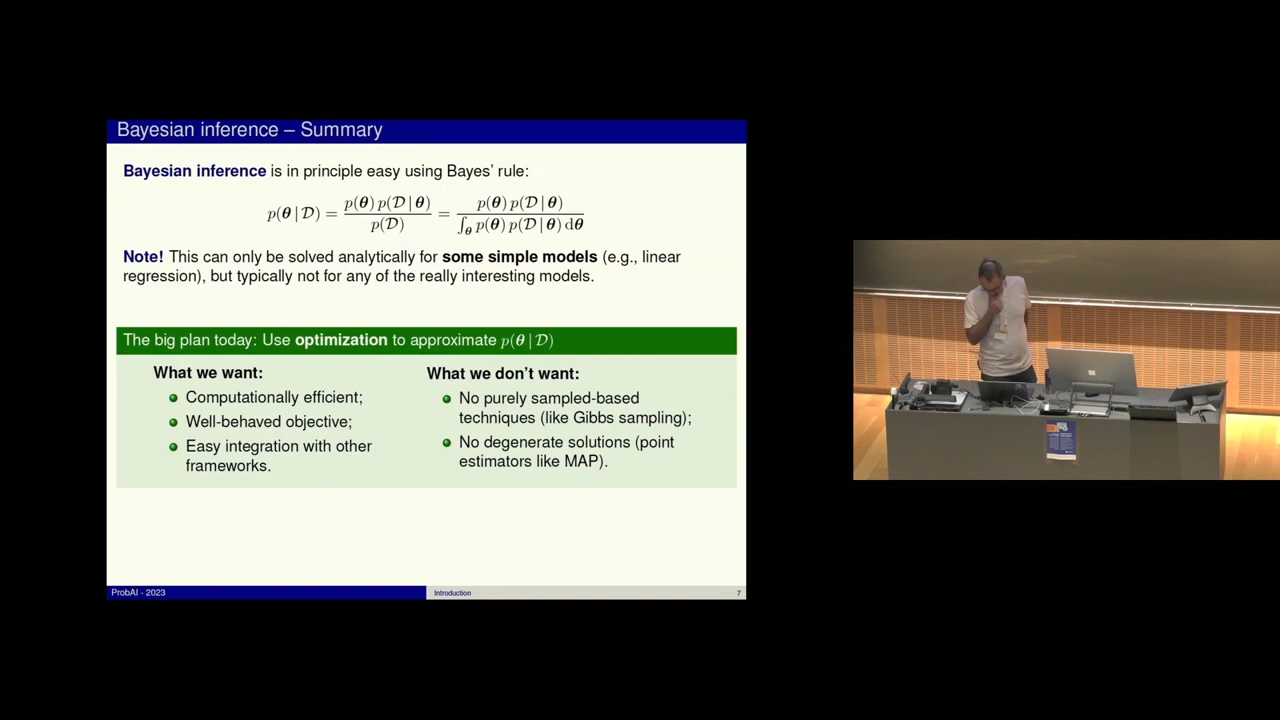 Bayesian inference – Summary
Bayesian inference is in principle easy using Bayes' rule:
p(θ | D) = p(θ) p(D | θ) / p(D) = p(θ) p(D | θ) / ∫θ p(θ) p(D | θ) dθ
Note! This can only be solved analytically for some simple models (e.g., linear
regression), but typically not for any of the really interesting models.
The big plan today: Use optimization to approximate p(θ | D)
What we want:
Computationally efficient;
Well-behaved objective;
Easy integration with other
frameworks.
What we don't want:
No purely sampled-based
techniques (like Gibbs sampling);
No degenerate solutions (point
estimators like MAP).
ProbAI - 2023
Introduction
7